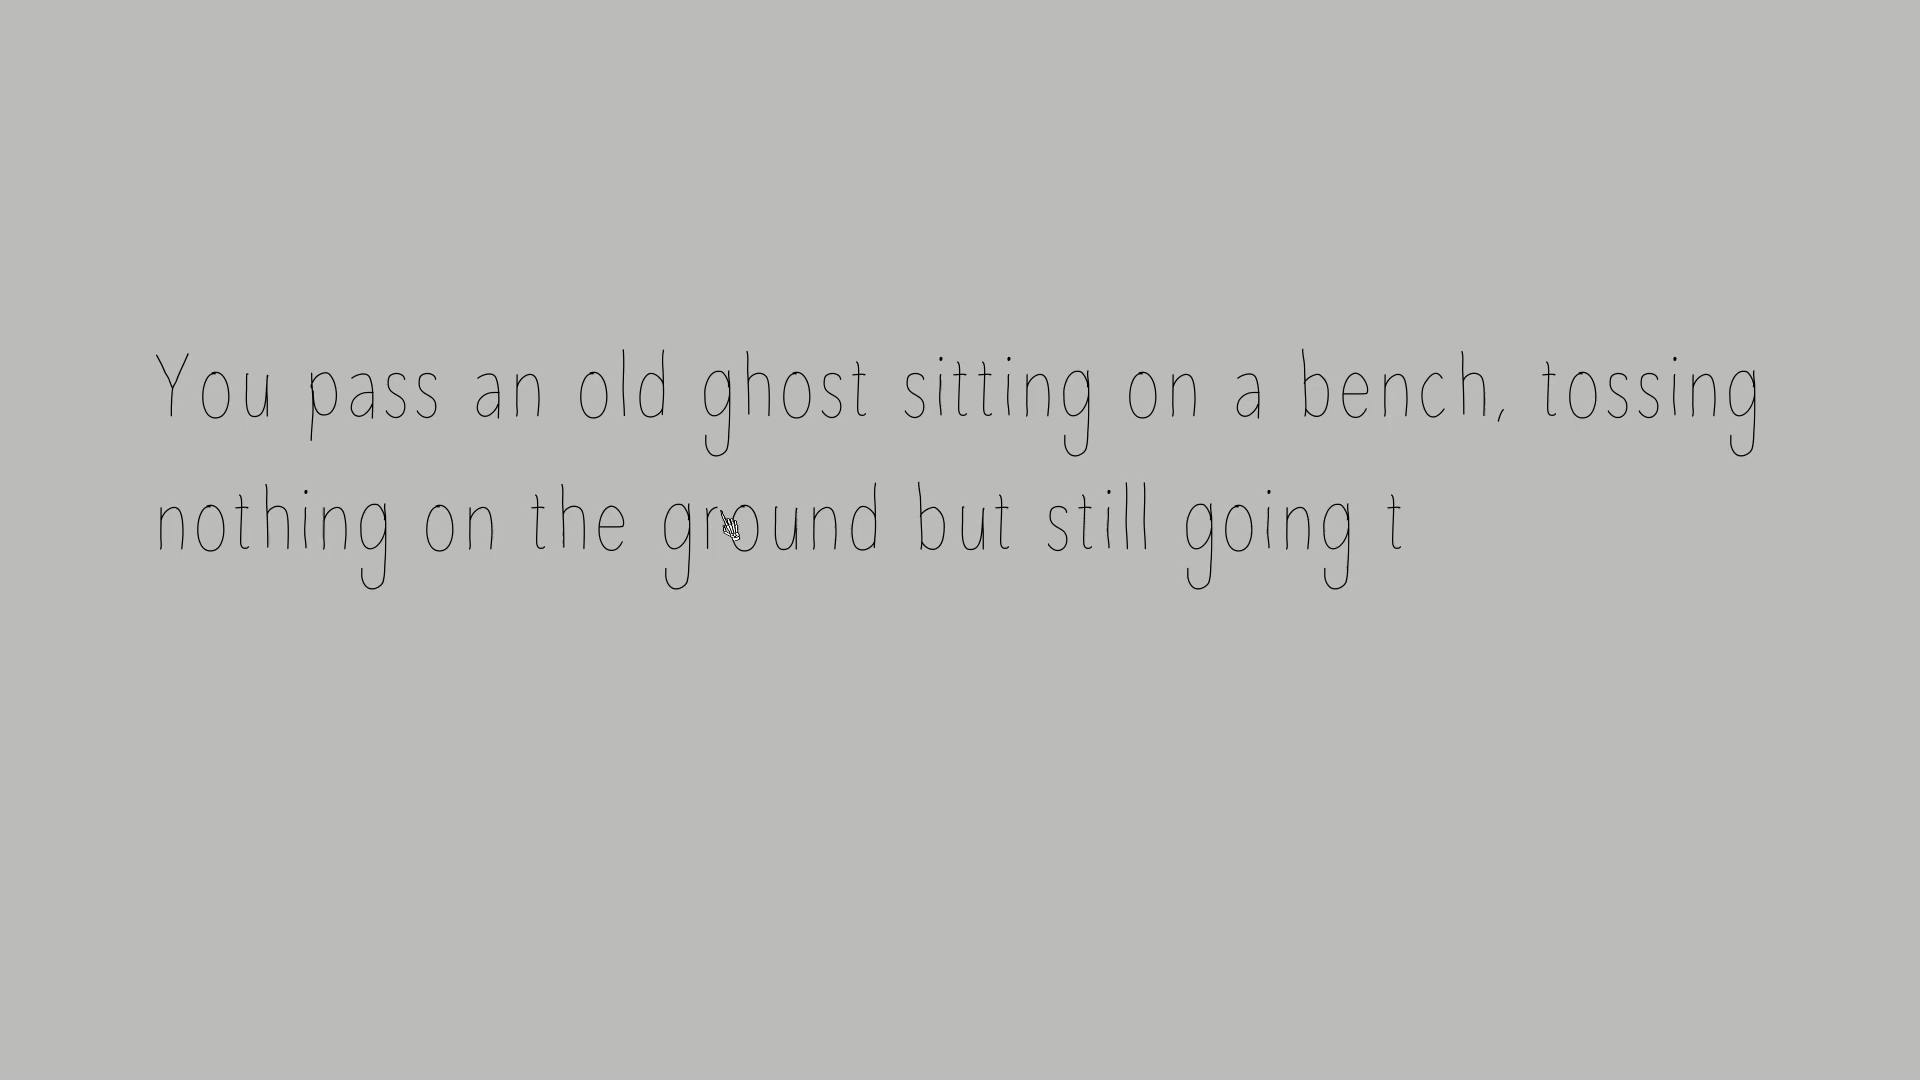 You pass an old ghost sitting on a bench, tossing
nothing on the ground but still going t